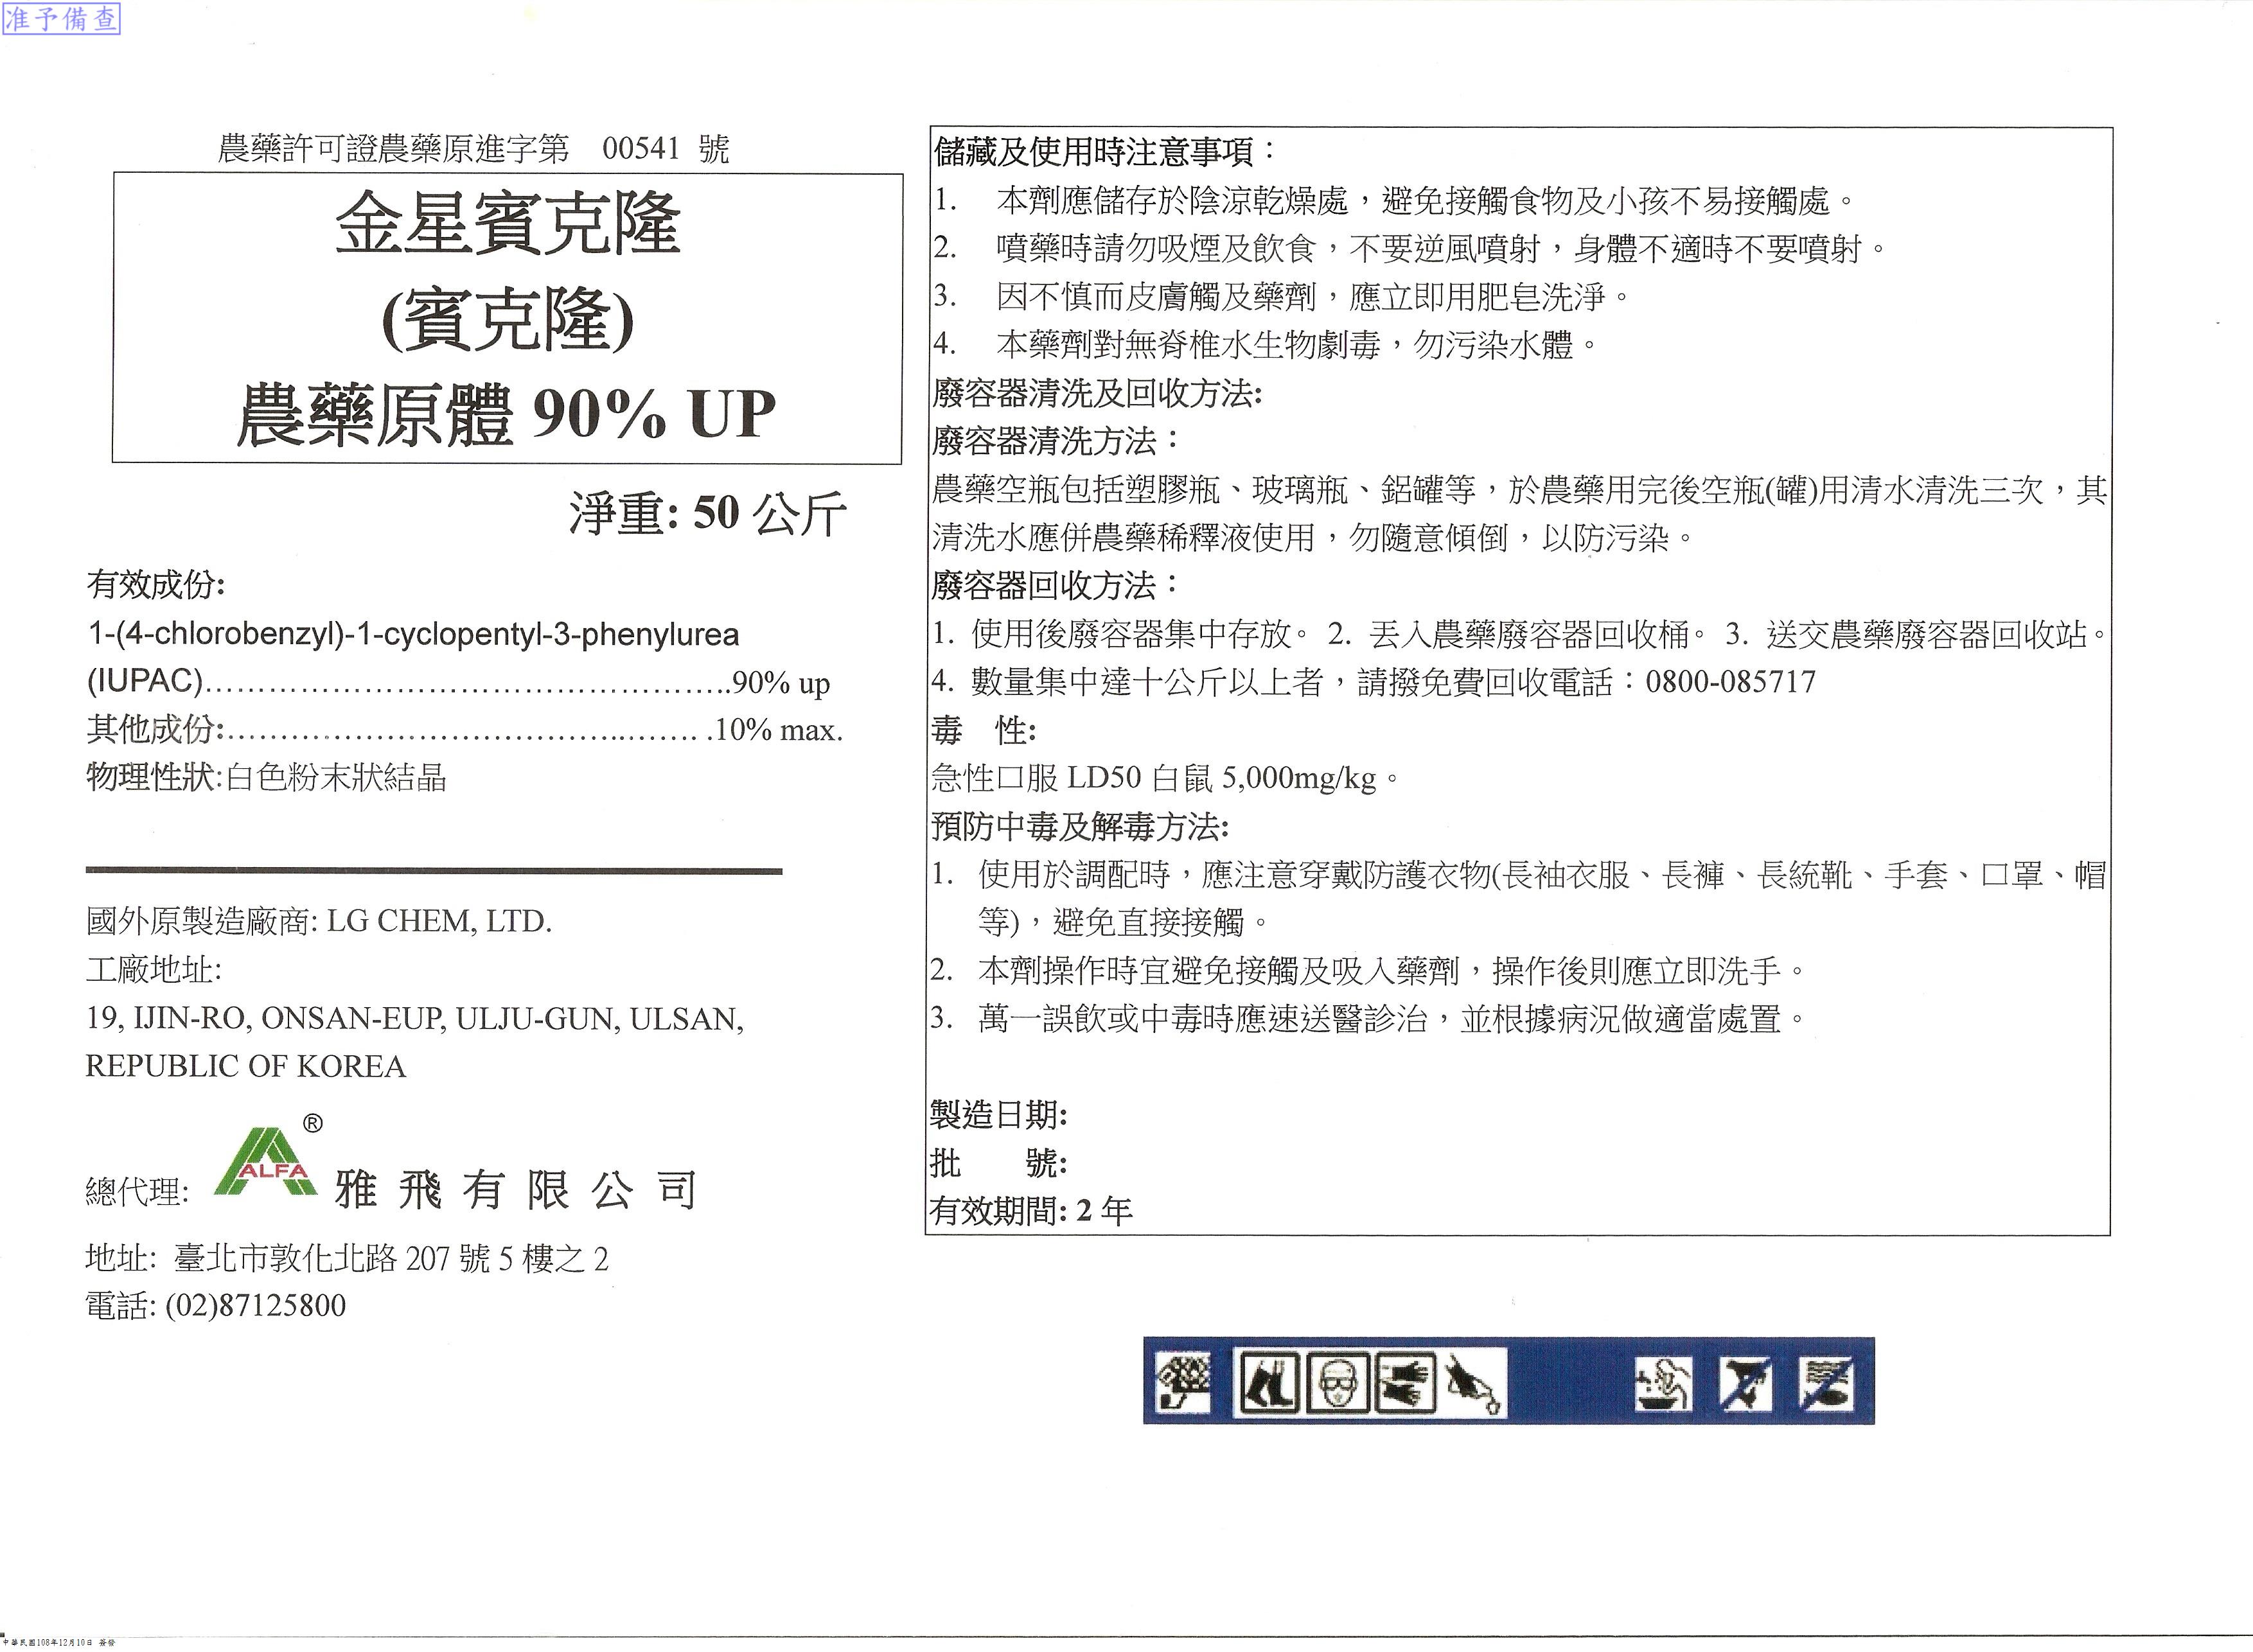 准予備查
農藥許可證農藥原進字第 00541 號
金星賓克隆
(賓克隆)
農藥原體 90% UP
淨重: 50 公斤
有效成份:
1-(4-chlorobenzyl)-1-cyclopentyl-3-phenylurea
(IUPAC)……………………………………………..90% up
其他成份:………………………………..…….. .10% max.
物理性狀:白色粉末狀結晶
國外原製造廠商: LG CHEM, LTD.
工廠地址:
19, IJIN-RO, ONSAN-EUP, ULJU-GUN, ULSAN,
REPUBLIC OF KOREA
®
ALFA
總代理: 雅飛有限公司
地址: 臺北市敦化北路 207 號 5 樓之 2
電話: (02)87125800
儲藏及使用時注意事項：
1. 本劑應儲存於陰涼乾燥處，避免接觸食物及小孩不易接觸處。
2. 噴藥時請勿吸煙及飲食，不要逆風噴射，身體不適時不要噴射。
3. 因不慎而皮膚觸及藥劑，應立即用肥皂洗淨。
4. 本藥劑對無脊椎水生物劇毒，勿污染水體。
廢容器清洗及回收方法:
廢容器清洗方法：
農藥空瓶包括塑膠瓶、玻璃瓶、鋁罐等，於農藥用完後空瓶(罐)用清水清洗三次，其
清洗水應併農藥稀釋液使用，勿隨意傾倒，以防污染。
廢容器回收方法：
1. 使用後廢容器集中存放。 2. 丟入農藥廢容器回收桶。 3. 送交農藥廢容器回收站。
4. 數量集中達十公斤以上者，請撥免費回收電話：0800-085717
毒 性:
急性口服 LD50 白鼠 5,000mg/kg。
預防中毒及解毒方法:
1. 使用於調配時，應注意穿戴防護衣物(長袖衣服、長褲、長統靴、手套、口罩、帽
等)，避免直接接觸。
2. 本劑操作時宜避免接觸及吸入藥劑，操作後則應立即洗手。
3. 萬一誤飲或中毒時應速送醫診治，並根據病況做適當處置。
製造日期:
批 號:
有效期間: 2 年
中華民國108年12月10日 簽發